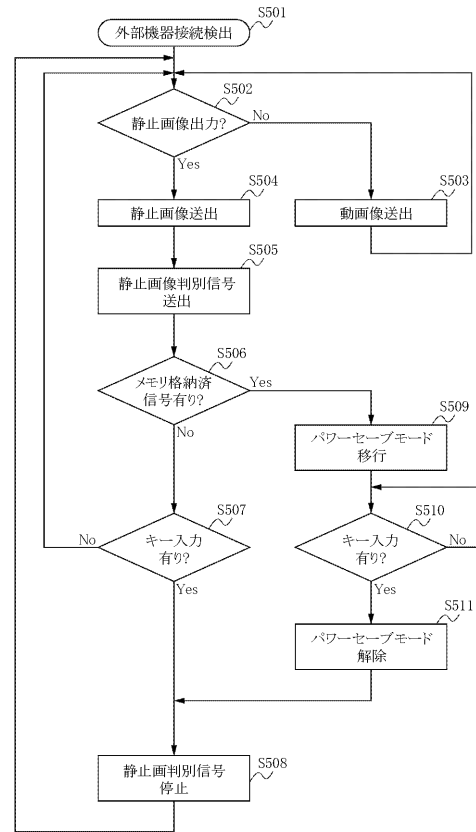 S501
外部機器接続検出
S502
静止画像出力?
No
Yes
S504
静止画像送出
S503
動画像送出
S505
静止画像判別信号
送出
S506
メモリ格納済
信号有り?
Yes
No
S509
パワーセーブモード
移行
S507
キー入力
有り?
No
Yes
S510
キー入力
有り?
No
Yes
S511
パワーセーブモード
解除
S508
静止画判別信号
停止